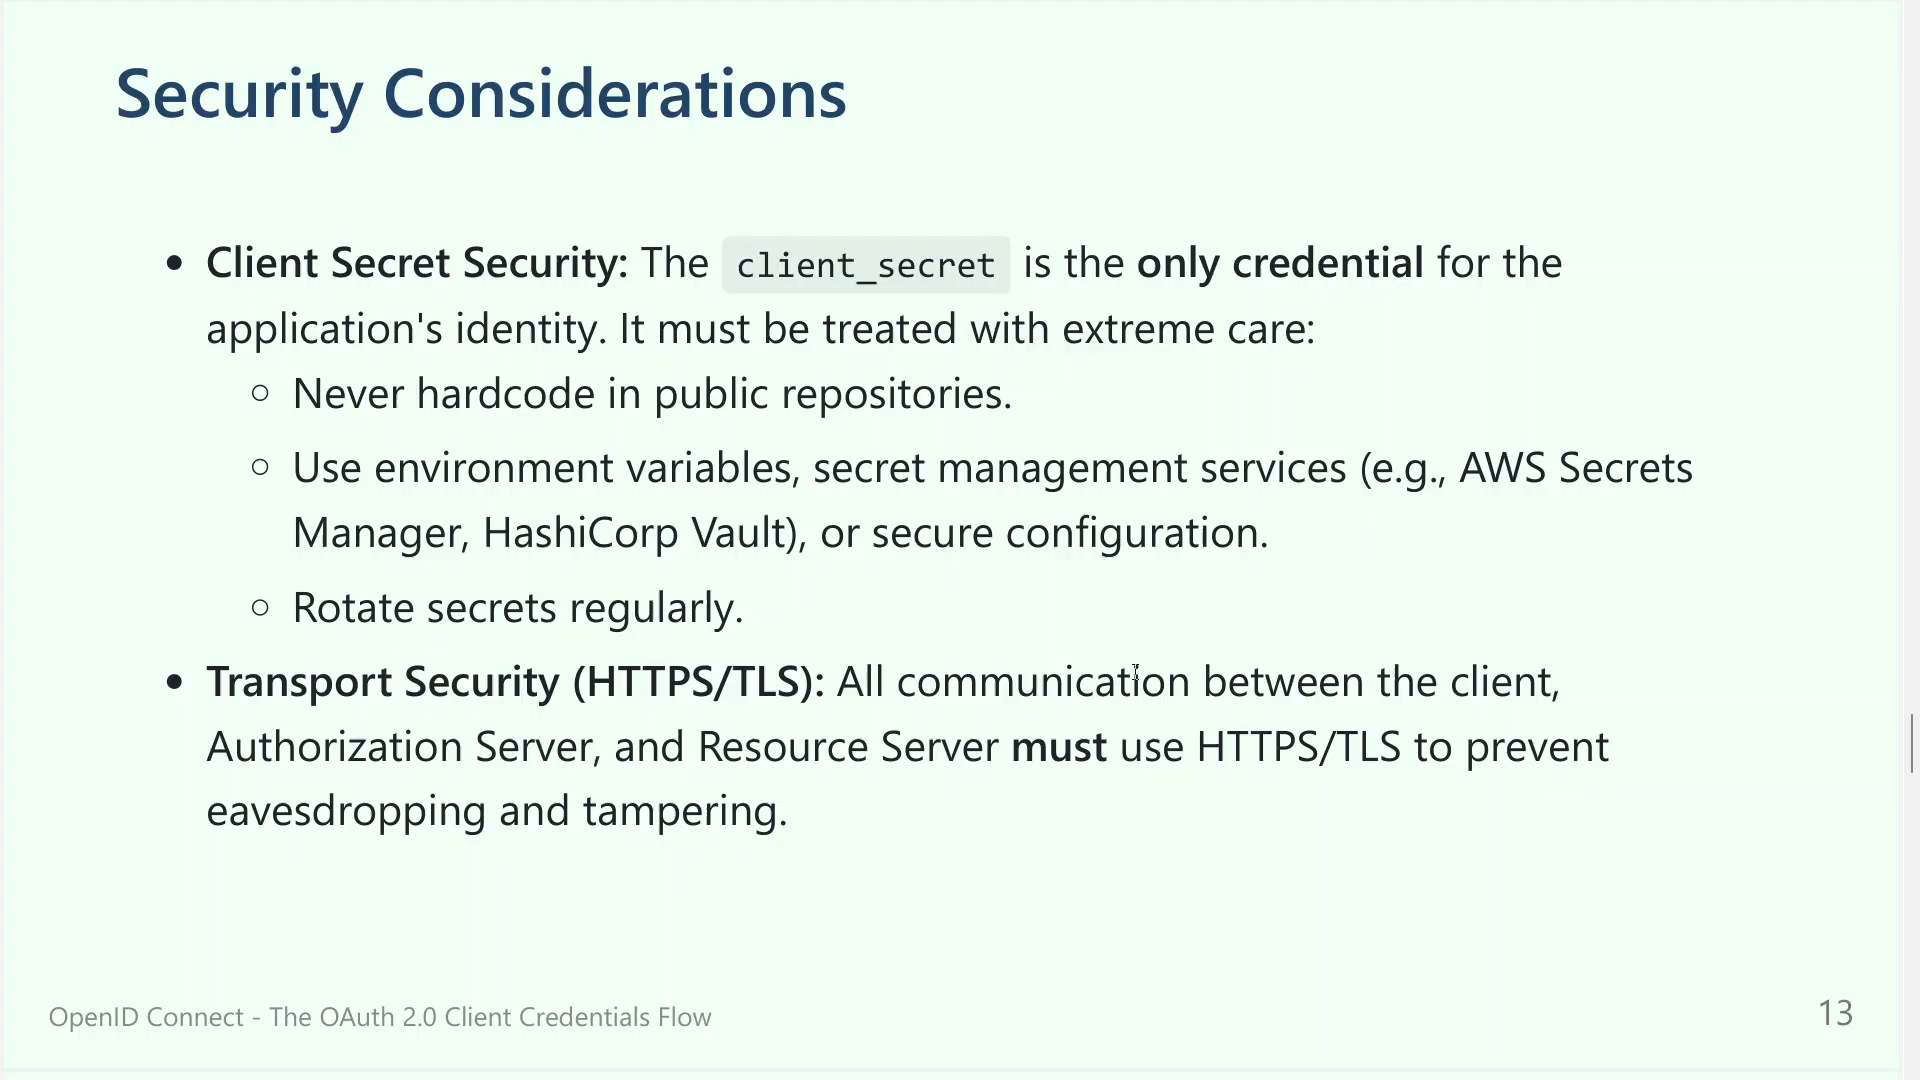 Security Considerations
• Client Secret Security: The client_secret is the only credential for the
application's identity. It must be treated with extreme care:
○ Never hardcode in public repositories.
○ Use environment variables, secret management services (e.g., AWS Secrets
Manager, HashiCorp Vault), or secure configuration.
○ Rotate secrets regularly.
• Transport Security (HTTPS/TLS): All communication between the client,
Authorization Server, and Resource Server must use HTTPS/TLS to prevent
eavesdropping and tampering.
OpenID Connect - The OAuth 2.0 Client Credentials Flow
13